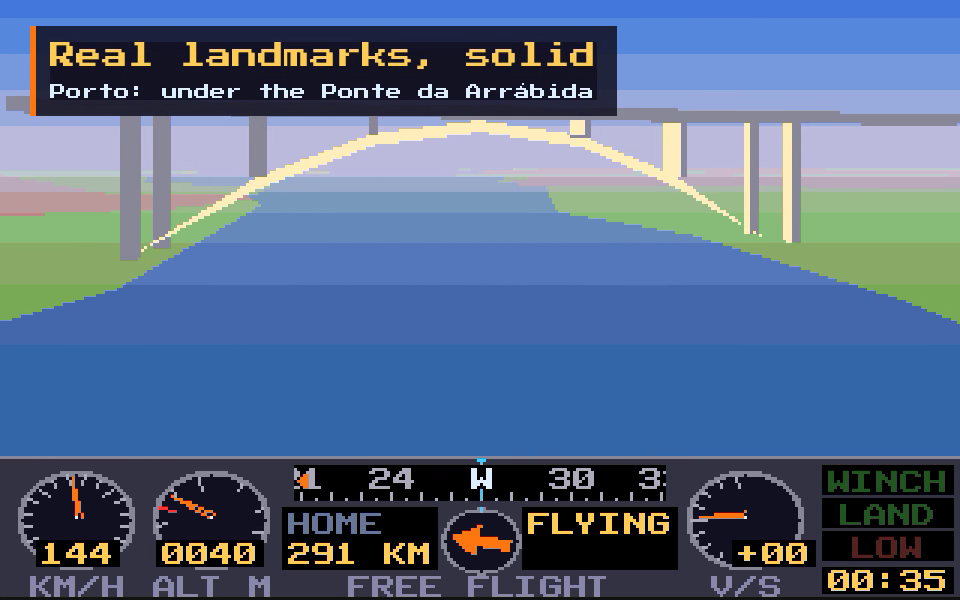 Real landmarks, solid
Porto: under the Ponte da Arrábida
24 W 30
WINCH
HOME
FLYING
LAND
291 KM
LOW
144
0040
+00
00:35
KM/H
ALT M
FREE FLIGHT
V/S